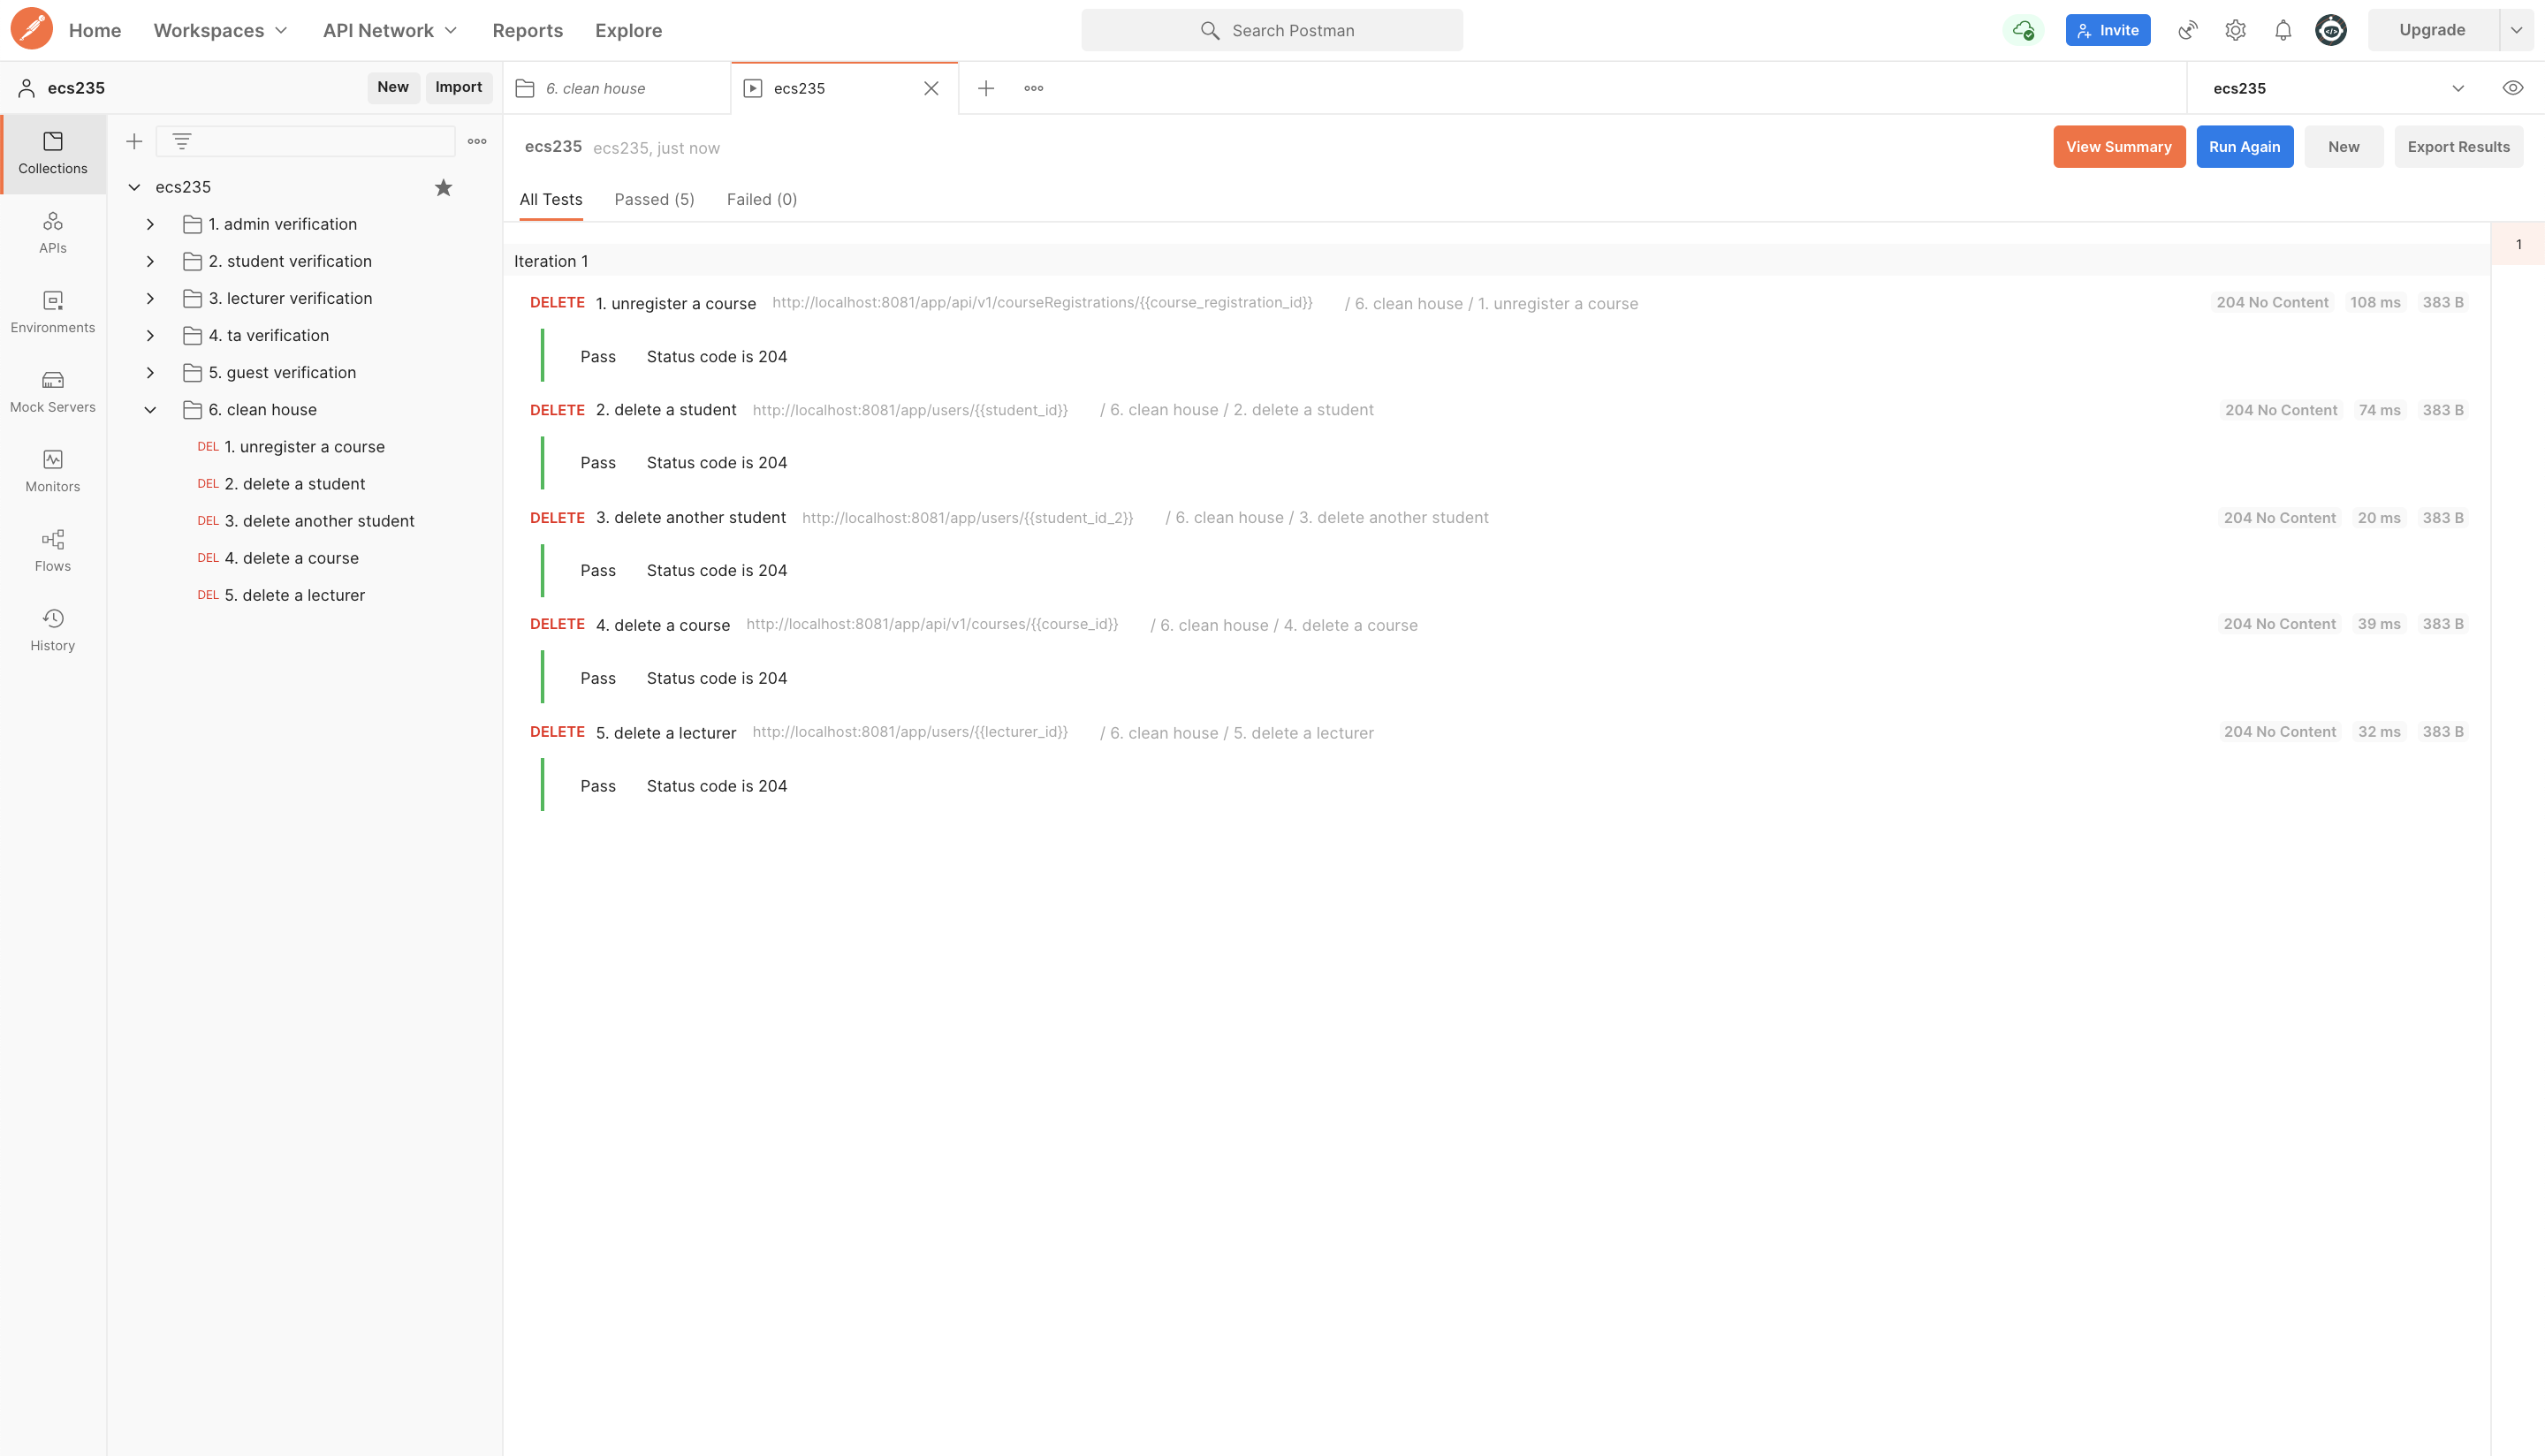 Home Workspaces API Network Reports Explore Search Postman Invite Upgrade
ecs235 New Import 6. clean house ecs235 ecs235
Collections
APIs
Environments
Mock Servers
Monitors
Flows
History
ecs235
1. admin verification
2. student verification
3. lecturer verification
4. ta verification
5. guest verification
6. clean house
DEL 1. unregister a course
DEL 2. delete a student
DEL 3. delete another student
DEL 4. delete a course
DEL 5. delete a lecturer
ecs235 ecs235, just now View Summary Run Again New Export Results
All Tests Passed (5) Failed (0)
1
Iteration 1
DELETE 1. unregister a course http://localhost:8081/app/api/v1/courseRegistrations/{{course_registration_id}} / 6. clean house / 1. unregister a course 204 No Content 108 ms 383 B
Pass Status code is 204
DELETE 2. delete a student http://localhost:8081/app/users/{{student_id}} / 6. clean house / 2. delete a student 204 No Content 74 ms 383 B
Pass Status code is 204
DELETE 3. delete another student http://localhost:8081/app/users/{{student_id_2}} / 6. clean house / 3. delete another student 204 No Content 20 ms 383 B
Pass Status code is 204
DELETE 4. delete a course http://localhost:8081/app/api/v1/courses/{{course_id}} / 6. clean house / 4. delete a course 204 No Content 39 ms 383 B
Pass Status code is 204
DELETE 5. delete a lecturer http://localhost:8081/app/users/{{lecturer_id}} / 6. clean house / 5. delete a lecturer 204 No Content 32 ms 383 B
Pass Status code is 204